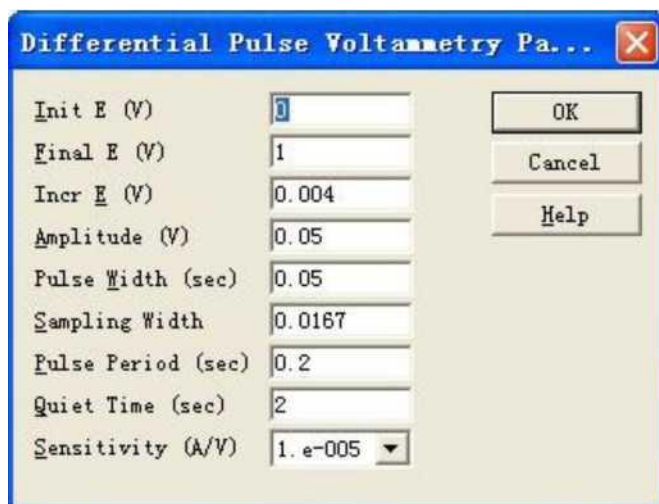 Differential Pulse Voltammetry Pa...
Init E (V) 0
OK
Final E (V) 1
Cancel
Incr E (V) 0.004
Help
Amplitude (V) 0.05
Pulse Width (sec) 0.05
Sampling Width 0.0167
Pulse Period (sec) 0.2
Quiet Time (sec) 2
Sensitivity (A/V) 1.e-005